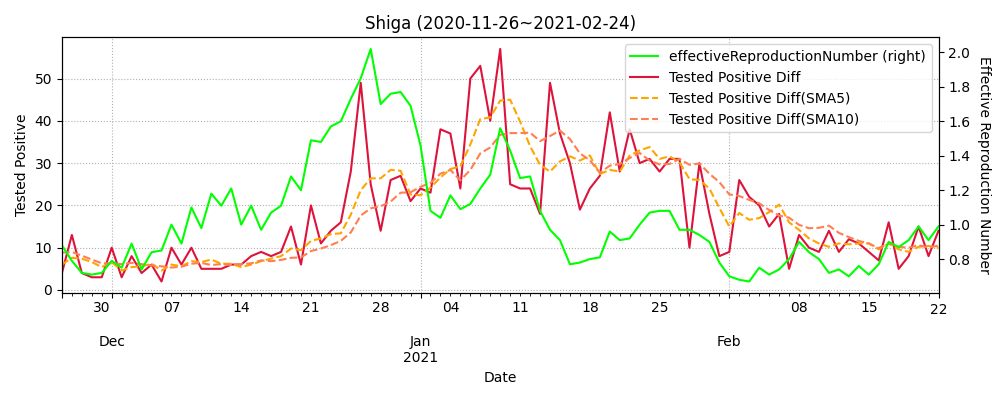 Shiga (2020-11-26~2021-02-24)
effectiveReproductionNumber (right)
Tested Positive Diff
Tested Positive Diff(SMA5)
Tested Positive Diff(SMA10)
Tested Positive
50
40
30
20
10
0
2.0
1.8
1.6
1.4
1.2
1.0
0.8
Effective Reproduction Number
30 07 14 21 28 04 11 18 25 08 15 22
Dec Jan Feb
2021
Date